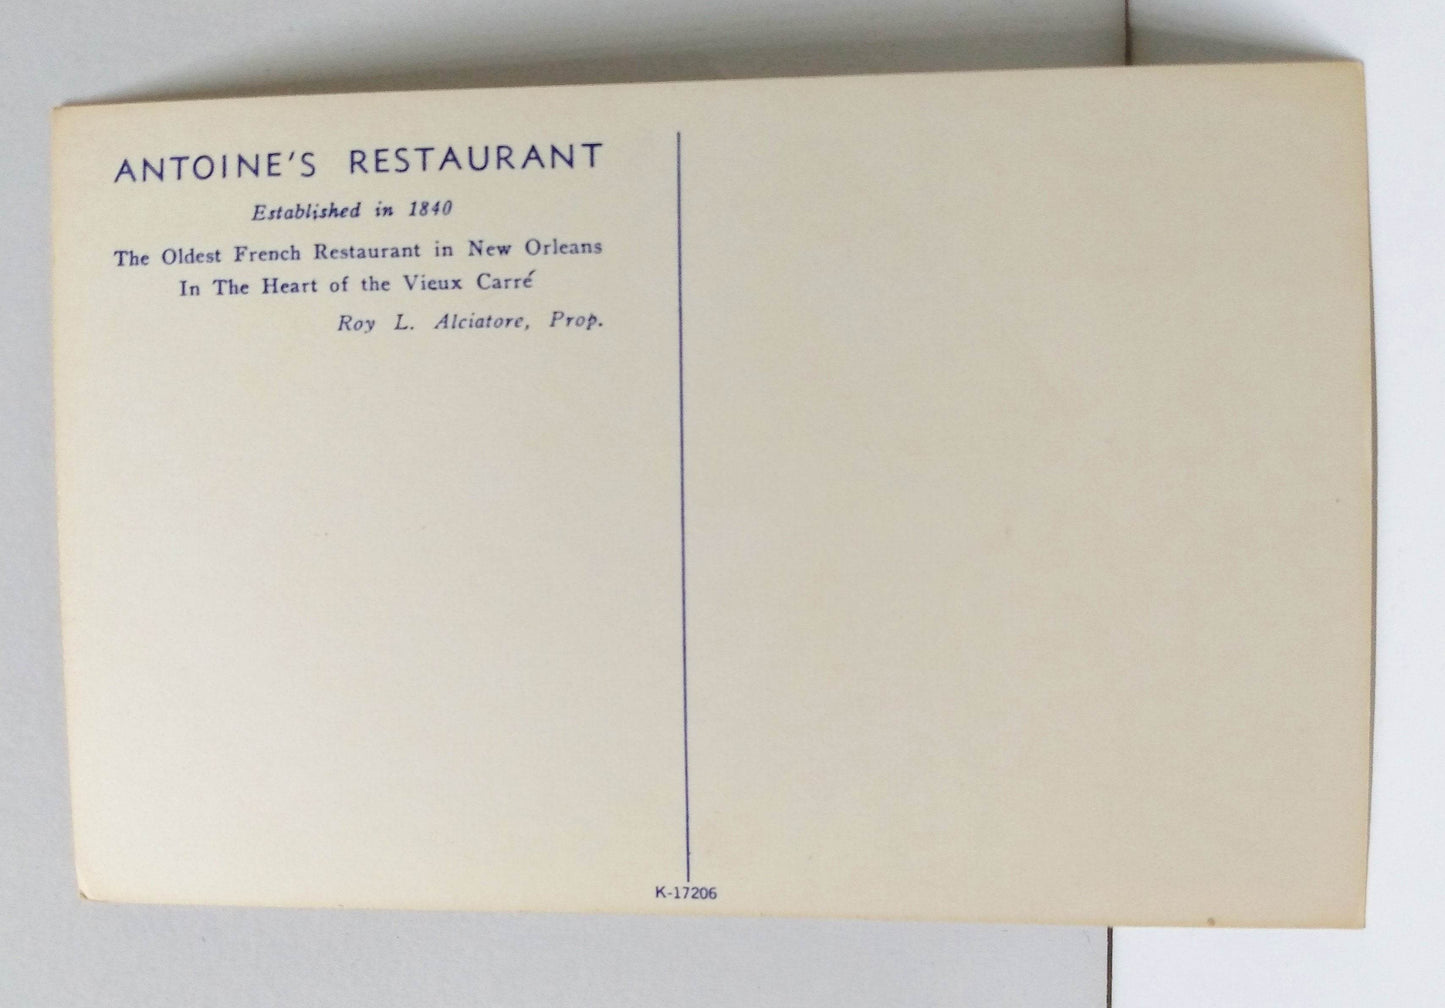 ANTOINE'S RESTAURANT
Established in 1840
The Oldest French Restaurant in New Orleans
In The Heart of the Vieux Carré
Roy L. Alciatore, Prop.
K-17206